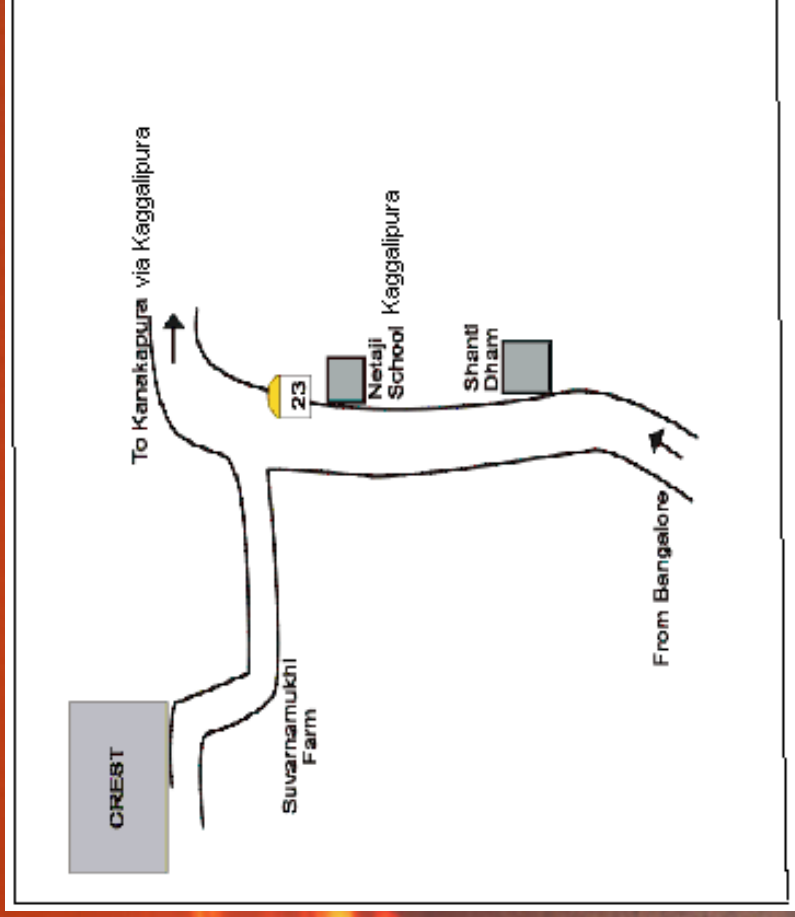 To Kanakapura via Kaggalipura
23
Netaji
School
Kaggalipura
Shanti
Dham
From Bangalore
Suvarnamukhi
Farm
CREST